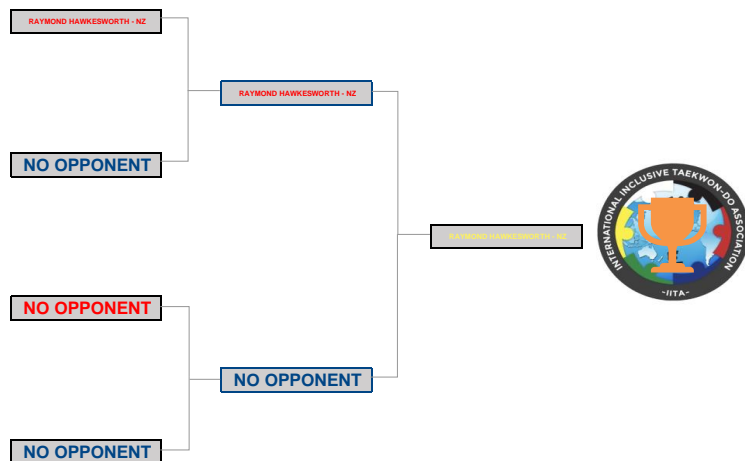 RAYMOND HAWKESWORTH - NZ
RAYMOND HAWKESWORTH - NZ
NO OPPONENT
INTERNATIONAL INCLUSIVE TAEKWON-DO ASSOCIATION
-IITA-
RAYMOND HAWKESWORTH - NZ
NO OPPONENT
NO OPPONENT
NO OPPONENT